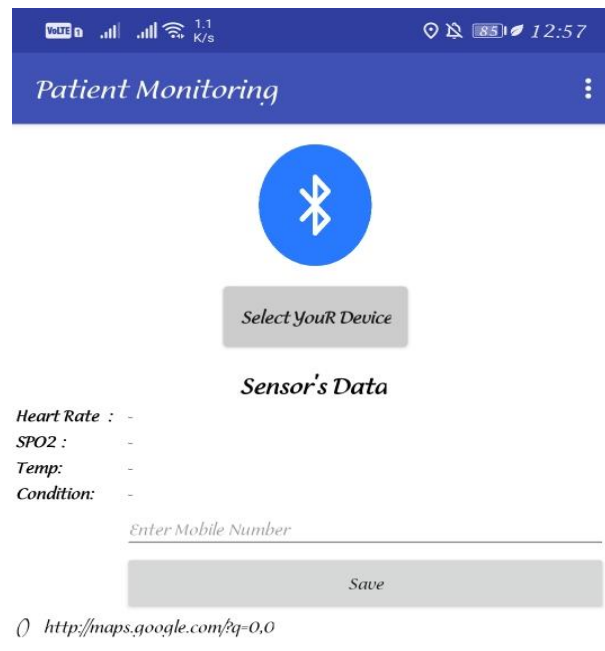 VoLTE 1.1 K/s 85 12:57
Patient Monitoring
Select YouR Device
Sensor's Data
Heart Rate : -
SPO2 : -
Temp: -
Condition: -
Enter Mobile Number
Save
() http://maps.google.com/?q=0,0